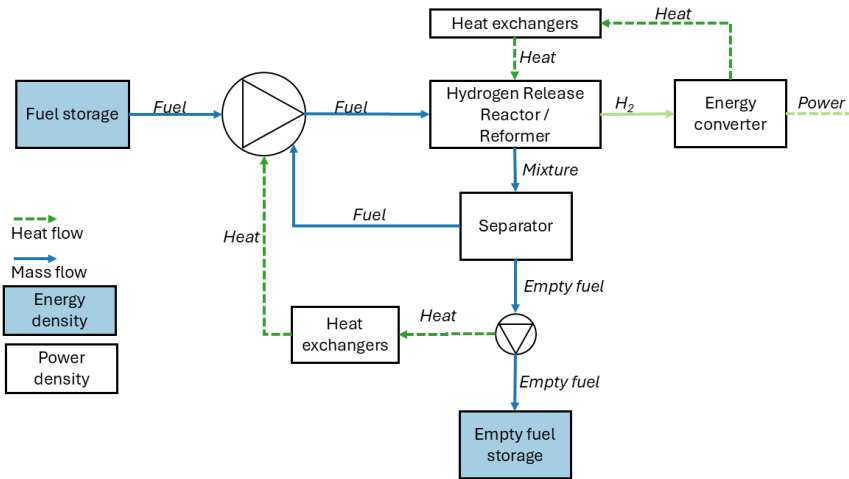 Heat exchangers
Heat
Heat
Fuel storage
Fuel
Fuel
Hydrogen Release
Reactor /
Reformer
H₂
Energy
converter
Power
Mixture
Separator
Fuel
Heat
Empty fuel
Heat flow
Mass flow
Energy
density
Power
density
Heat
exchangers
Heat
Empty fuel
Empty fuel
storage